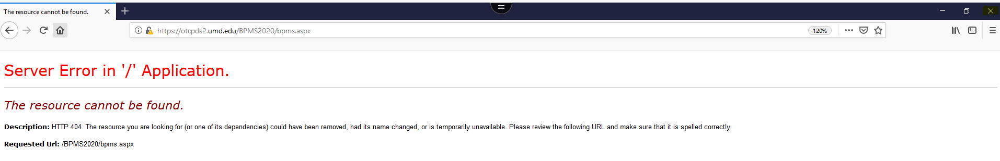 The resource cannot be found.
https://otcpds2.umd.edu/BPMS2020/bpms.aspx
120%
Server Error in '/' Application.
The resource cannot be found.
Description: HTTP 404. The resource you are looking for (or one of its dependencies) could have been removed, had its name changed, or is temporarily unavailable. Please review the following URL and make sure that it is spelled correctly.
Requested Url: /BPMS2020/bpms.aspx